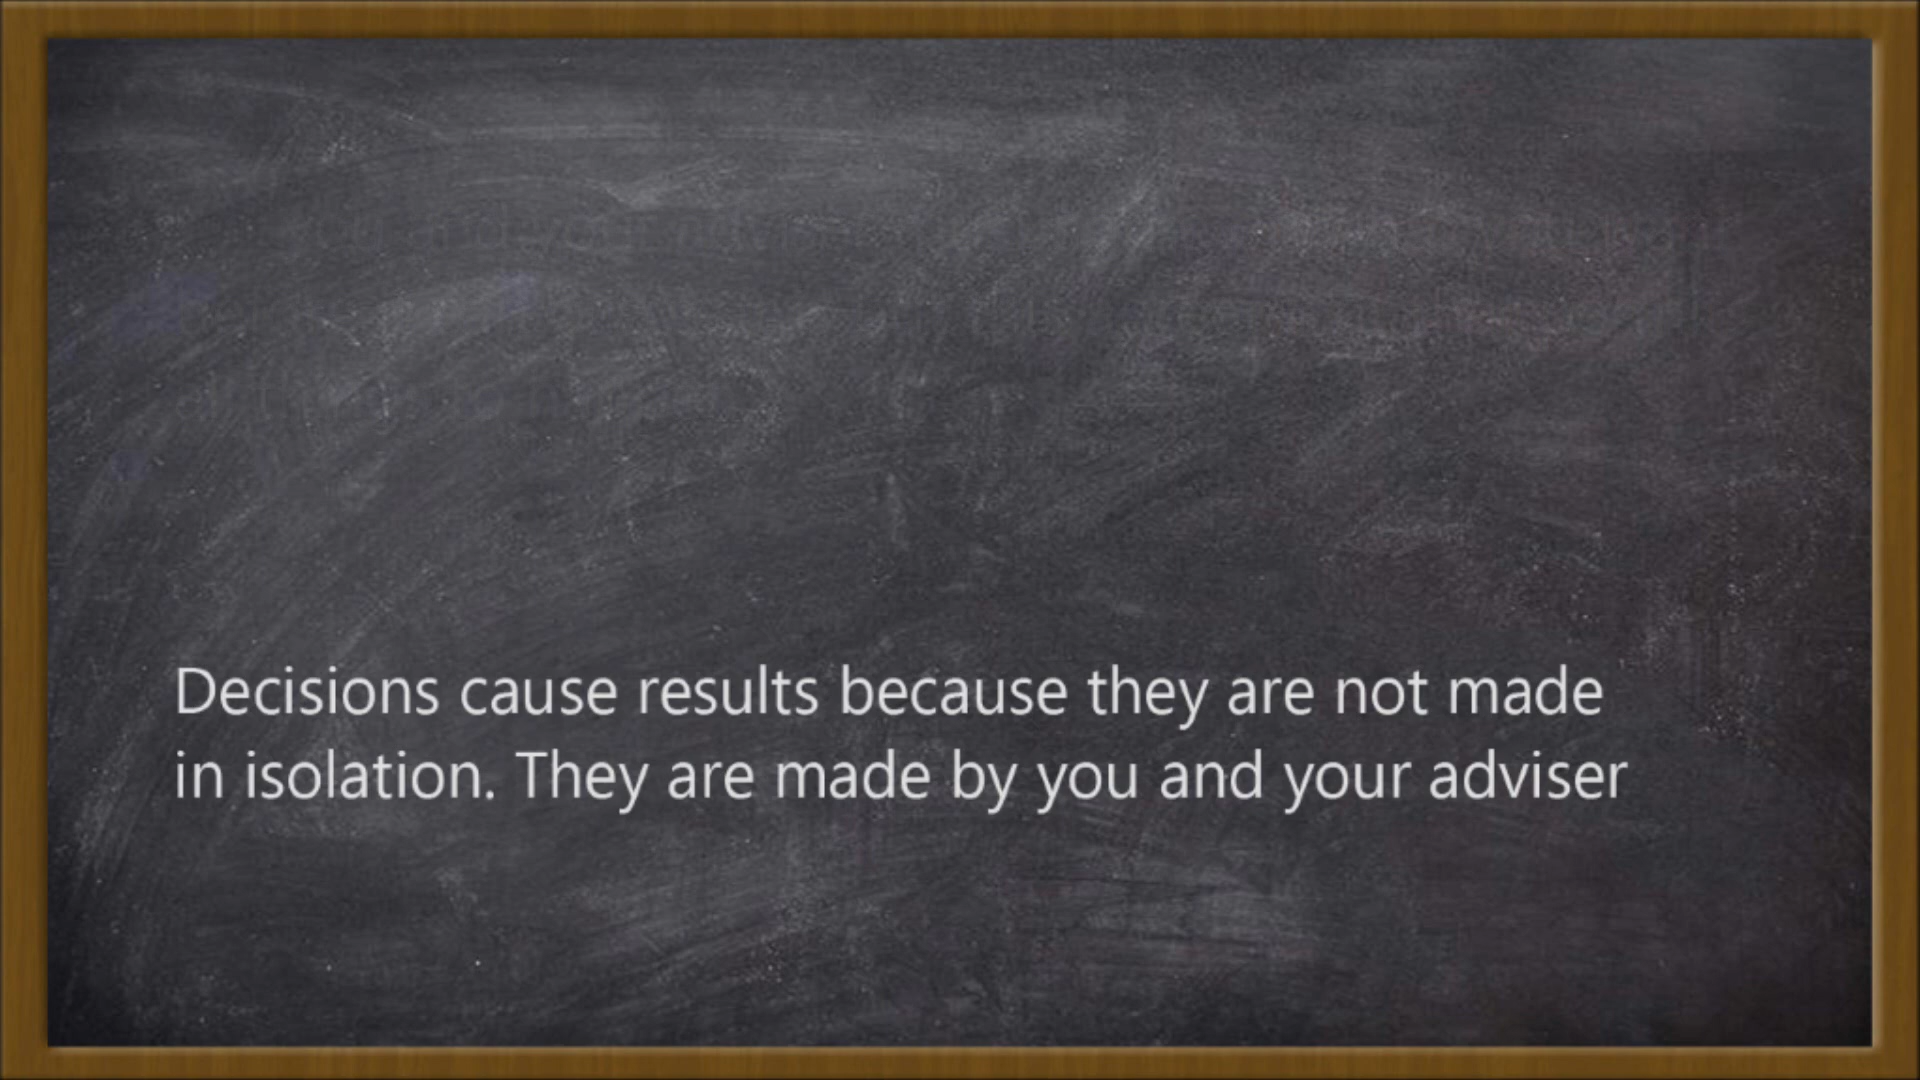 Decisions cause results because they are not made
in isolation. They are made by you and your adviser